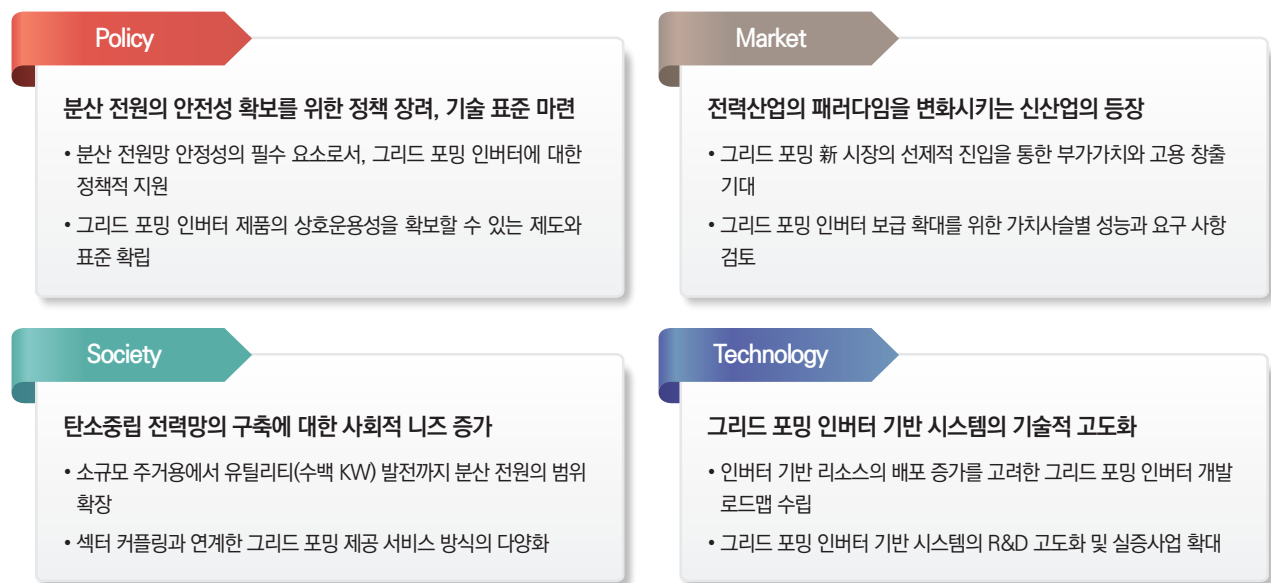 Policy
분산 전원의 안전성 확보를 위한 정책 장려, 기술 표준 마련
• 분산 전원망 안정성의 필수 요소로서, 그리드 포밍 인버터에 대한
정책적 지원
• 그리드 포밍 인버터 제품의 상호운용성을 확보할 수 있는 제도와
표준 확립
Market
전력산업의 패러다임을 변화시키는 신산업의 등장
• 그리드 포밍 新 시장의 선제적 진입을 통한 부가가치와 고용 창출
기대
• 그리드 포밍 인버터 보급 확대를 위한 가치사슬별 성능과 요구 사항
검토
Society
탄소중립 전력망의 구축에 대한 사회적 니즈 증가
• 소규모 주거용에서 유틸리티(수백 KW) 발전까지 분산 전원의 범위
확장
• 섹터 커플링과 연계한 그리드 포밍 제공 서비스 방식의 다양화
Technology
그리드 포밍 인버터 기반 시스템의 기술적 고도화
• 인버터 기반 리소스의 배포 증가를 고려한 그리드 포밍 인버터 개발
로드맵 수립
• 그리드 포밍 인버터 기반 시스템의 R&D 고도화 및 실증사업 확대